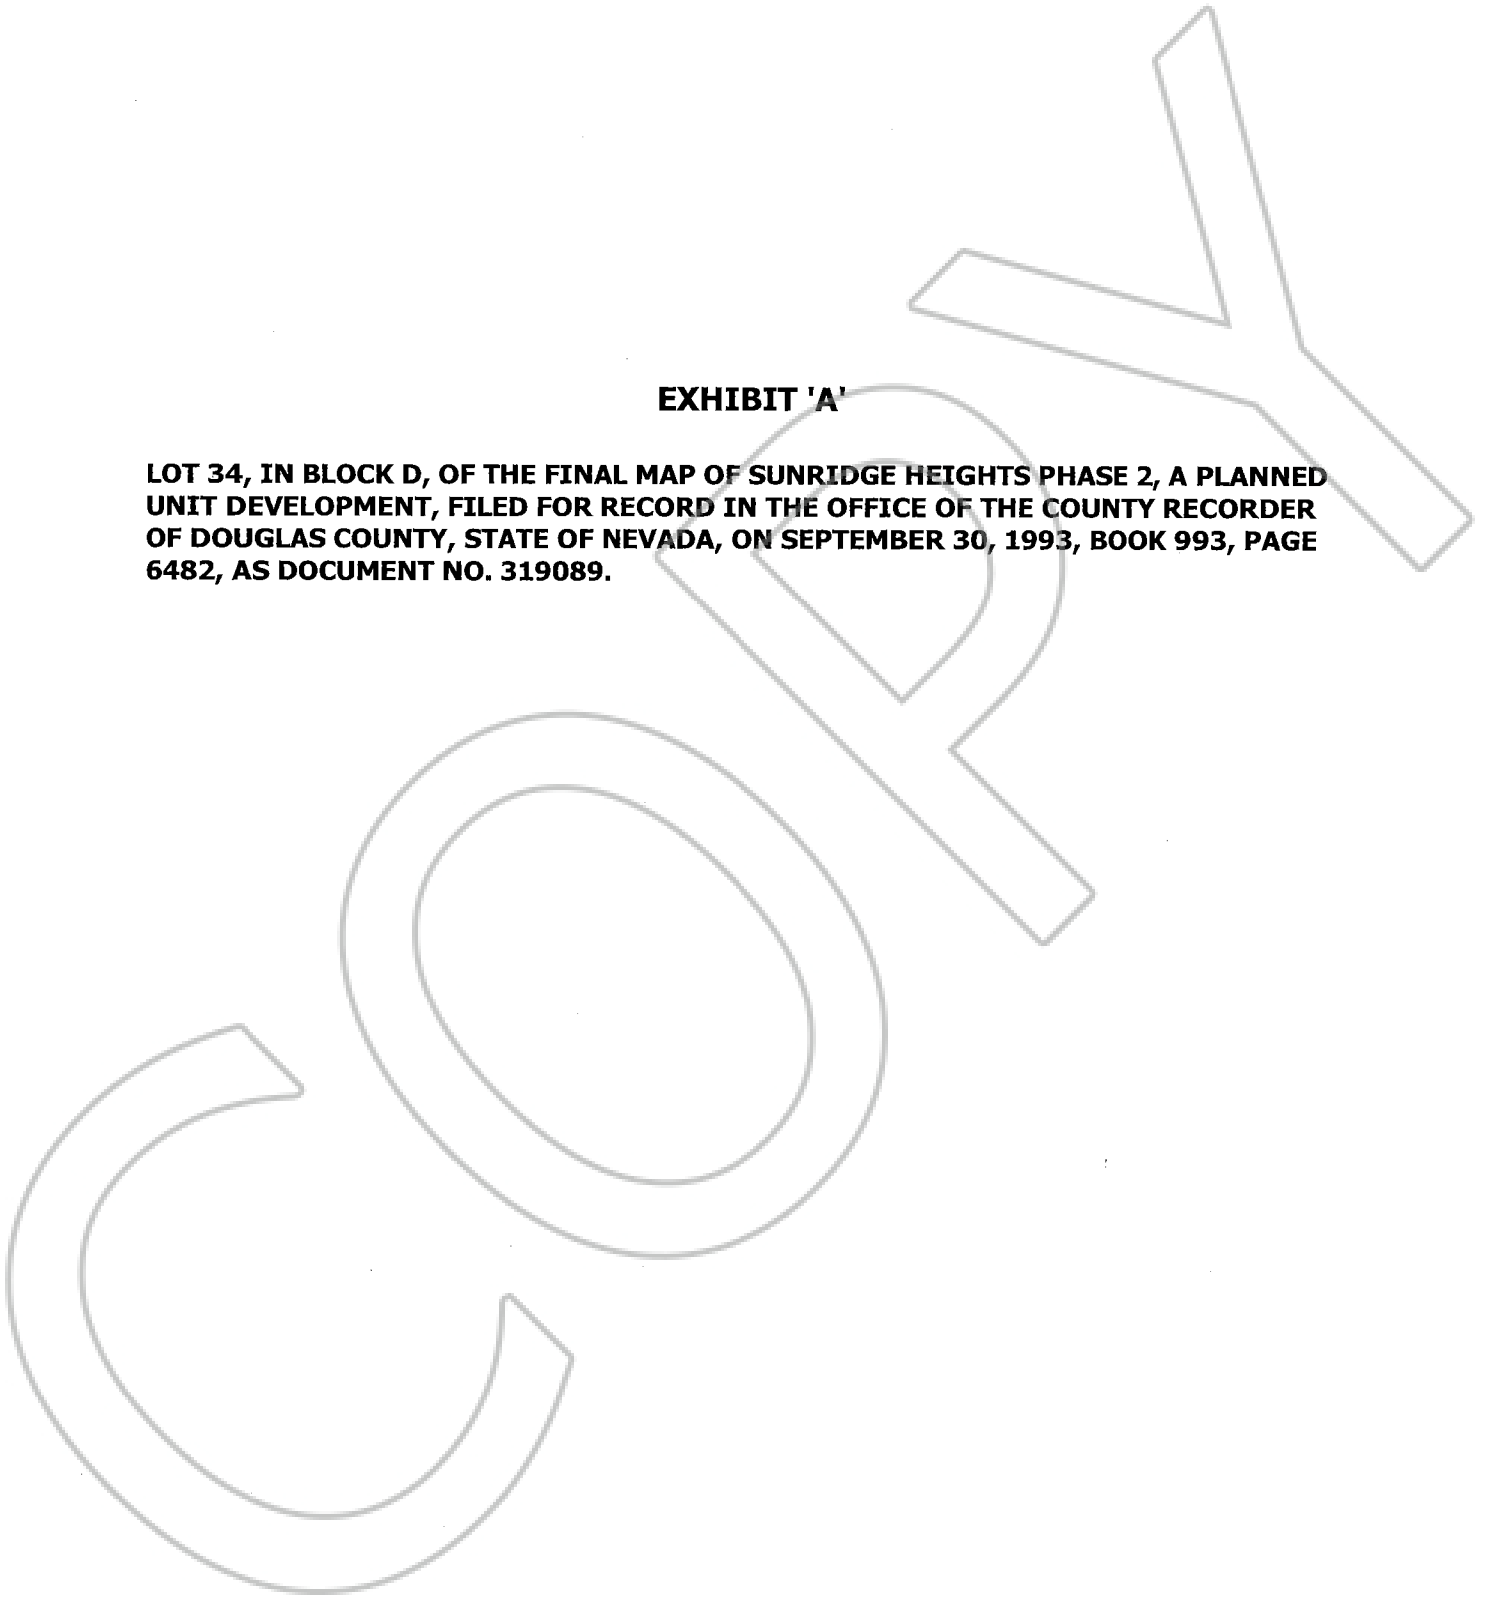 EXHIBIT 'A'
LOT 34, IN BLOCK D, OF THE FINAL MAP OF SUNRIDGE HEIGHTS PHASE 2, A PLANNED
UNIT DEVELOPMENT, FILED FOR RECORD IN THE OFFICE OF THE COUNTY RECORDER
OF DOUGLAS COUNTY, STATE OF NEVADA, ON SEPTEMBER 30, 1993, BOOK 993, PAGE
6482, AS DOCUMENT NO. 319089.
COPY